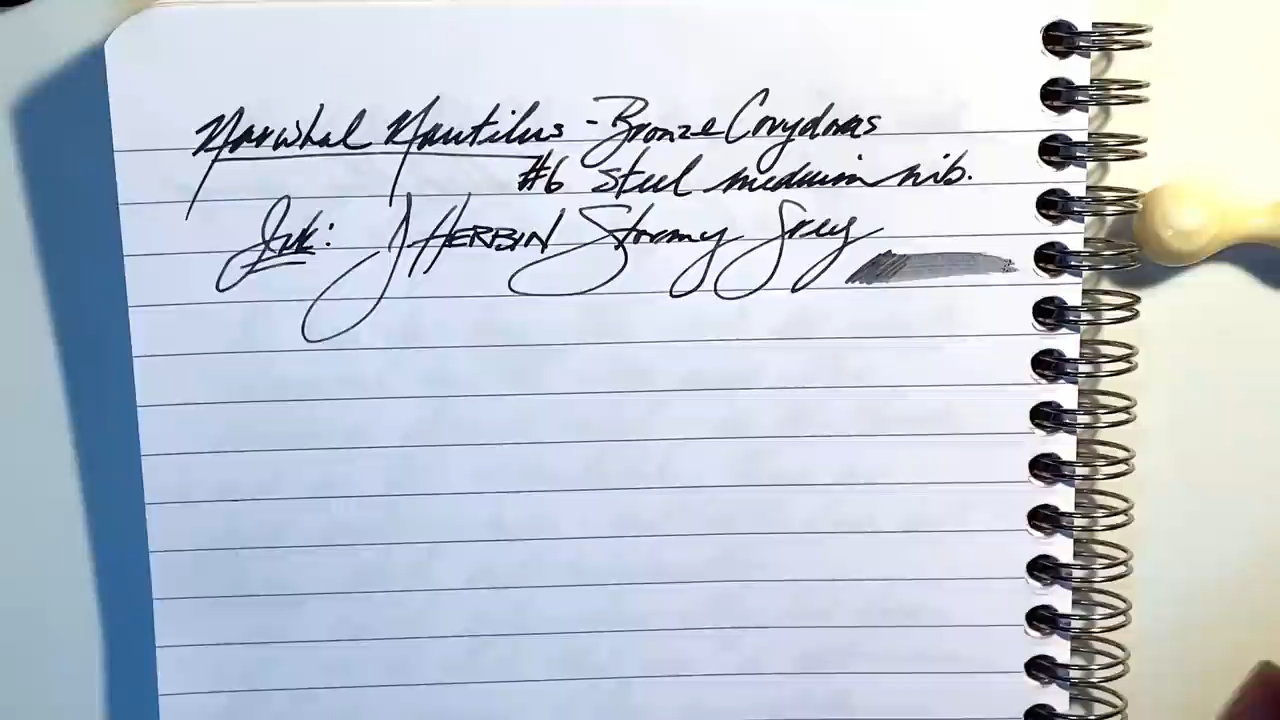 Narwhal Nautilus - Bronze Corydoras
#6 steel medium nib.
Ink: J HERBIN Stormy Grey